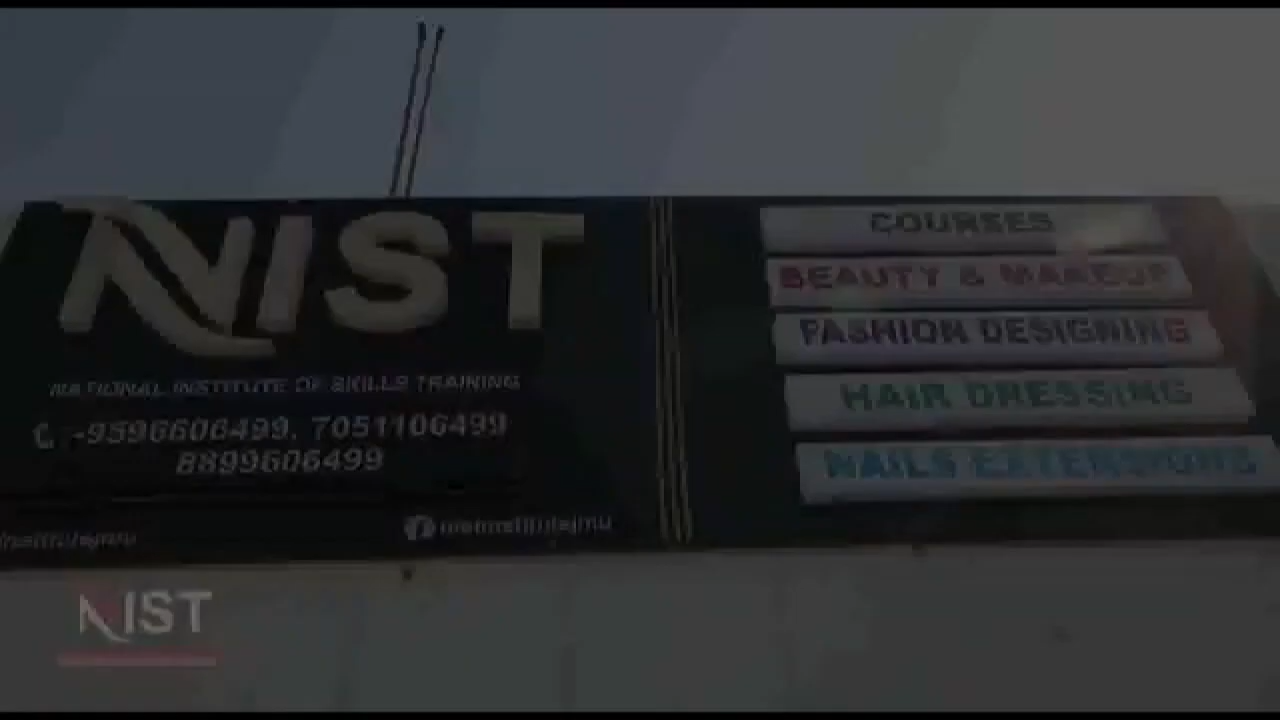 NIST
NATIONAL INSTITUTE OF SKILLS TRAINING
-9596606499, 7051106499
8899606499
nistinstitutejmu
COURSES
BEAUTY & MAKEUP
FASHION DESIGNING
HAIR DRESSING
NAILS EXTENSIONS
NIST